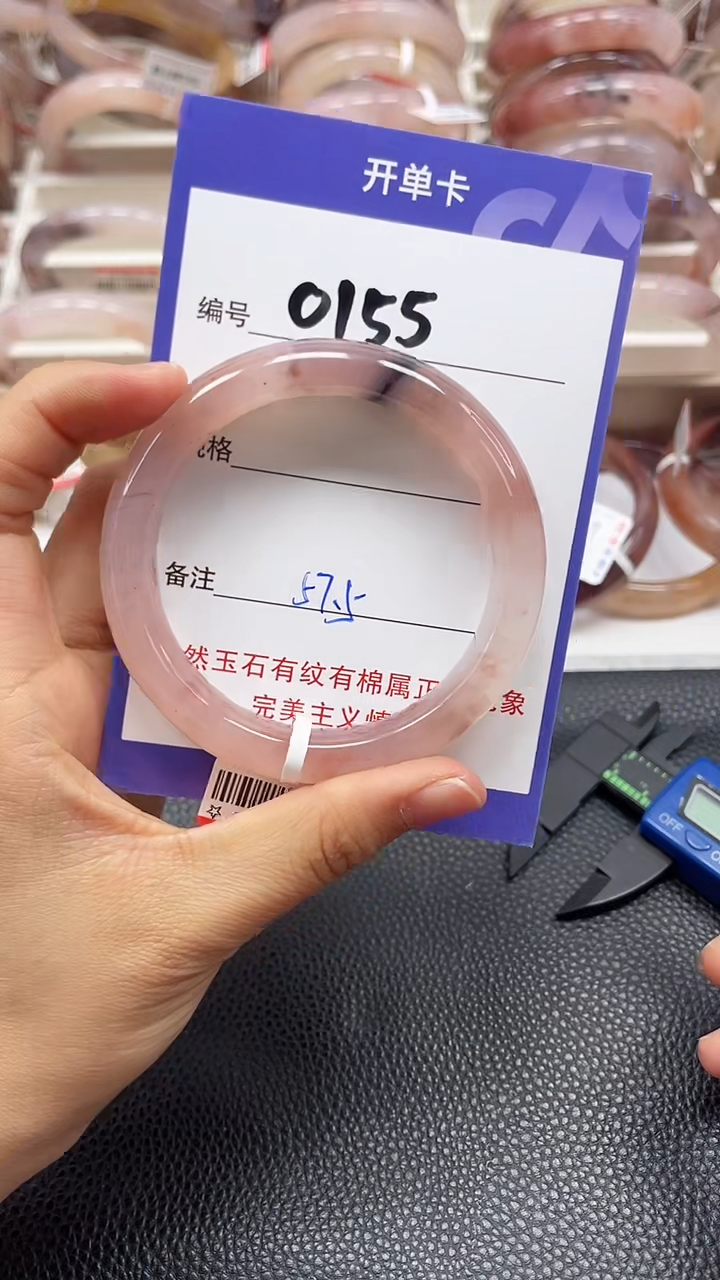 开单卡
编号 0155
格
备注 57.5
然玉石有纹有棉属正 象
完美主义慎
OFF